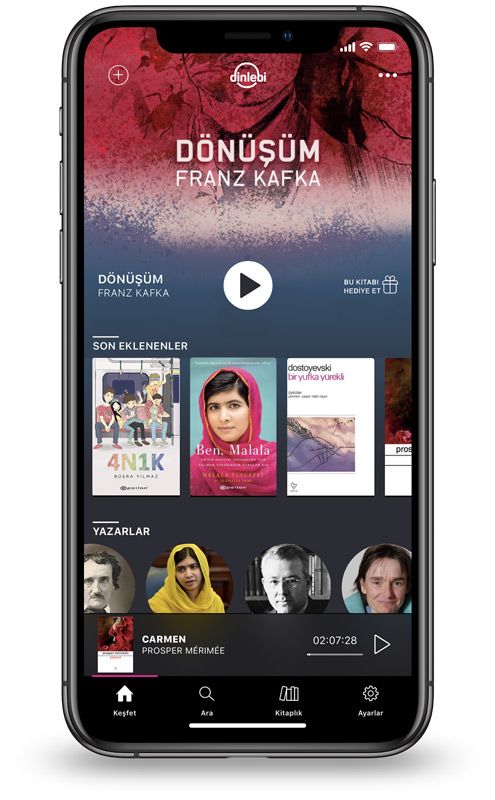 dinlebi
DÖNÜŞÜM
FRANZ KAFKA
DÖNÜŞÜM
FRANZ KAFKA
BU KİTABI
HEDİYE ET
SON EKLENENLER
4N1K
BÜŞRA YILMAZ
epsilon
Ben, Malala
MALALA YUSUFZAY
epsilon
dostoyevski
bir yufka yürekli
öyküler
pros
YAZARLAR
CARMEN
PROSPER MÉRIMÉE
02:07:28
Keşfet
Ara
Kitaplık
Ayarlar